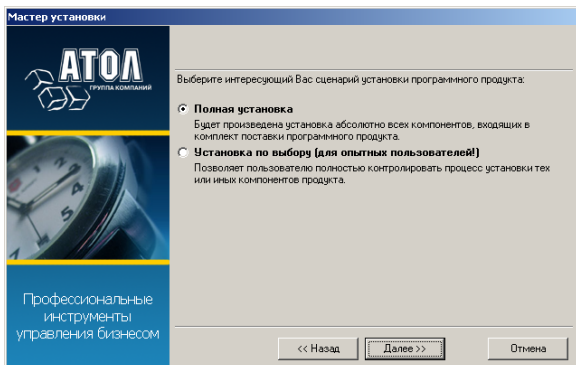 Мастер установки
АТОЛ
ГРУППА КОМПАНИЙ
Выберите интересующий Вас сценарий установки программного продукта:
Полная установка
Будет произведена установка абсолютно всех компонентов, входящих в
комплект поставки программного продукта.
Установка по выбору (для опытных пользователей!)
Позволяет пользователю полностью контролировать процесс установки тех
или иных компонентов продукта.
Профессиональные
инструменты
управления бизнесом
<< Назад
Далее >>
Отмена